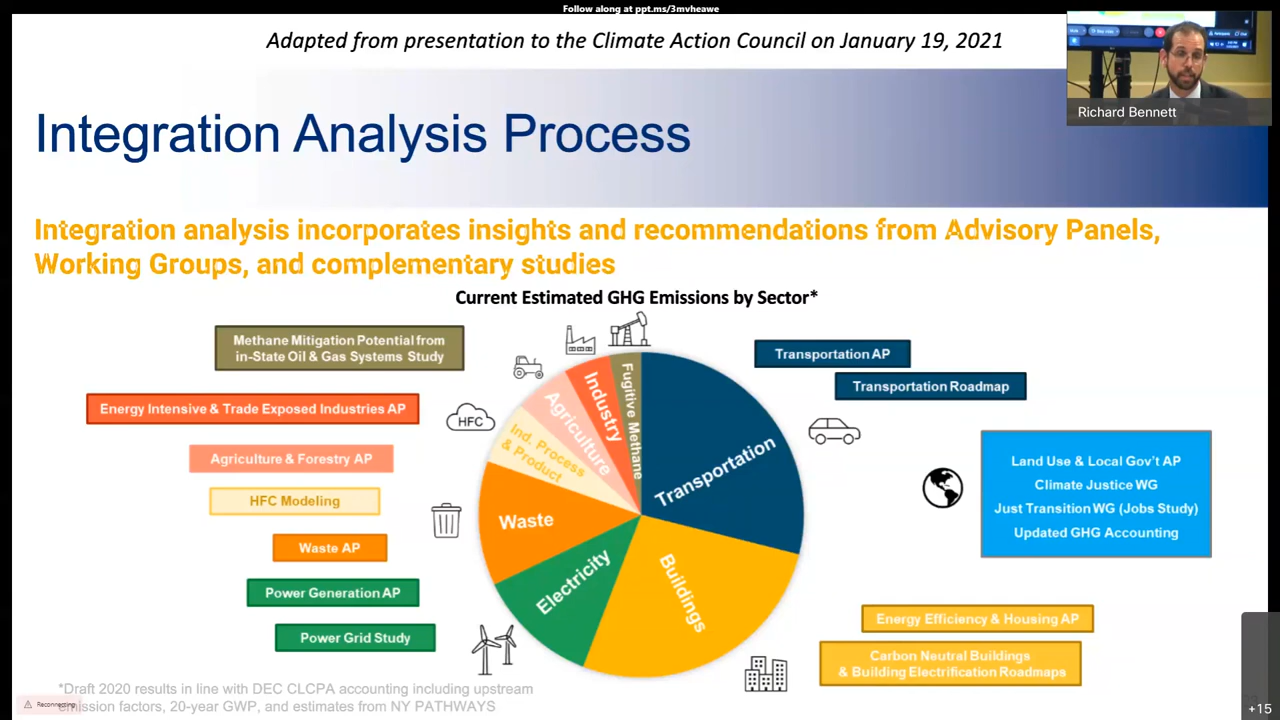 Follow along at ppt.ms/3mvheawe
Adapted from presentation to the Climate Action Council on January 19, 2021
Richard Bennett
Integration Analysis Process
Integration analysis incorporates insights and recommendations from Advisory Panels,
Working Groups, and complementary studies
Current Estimated GHG Emissions by Sector*
Methane Mitigation Potential from
in-State Oil & Gas Systems Study
Energy Intensive & Trade Exposed Industries AP
Agriculture & Forestry AP
HFC Modeling
Waste AP
Power Generation AP
Power Grid Study
HFC
Fugitive Methane
Industry
Agriculture
Ind. Process
& Product
Waste
Electricity
Buildings
Transportation
Transportation AP
Transportation Roadmap
Land Use & Local Gov't AP
Climate Justice WG
Just Transition WG (Jobs Study)
Updated GHG Accounting
Energy Efficiency & Housing AP
Carbon Neutral Buildings
& Building Electrification Roadmaps
*Draft 2020 results in line with DEC CLCPA accounting including upstream
emission factors, 20-year GWP, and estimates from NY PATHWAYS
Reconnecting
+15